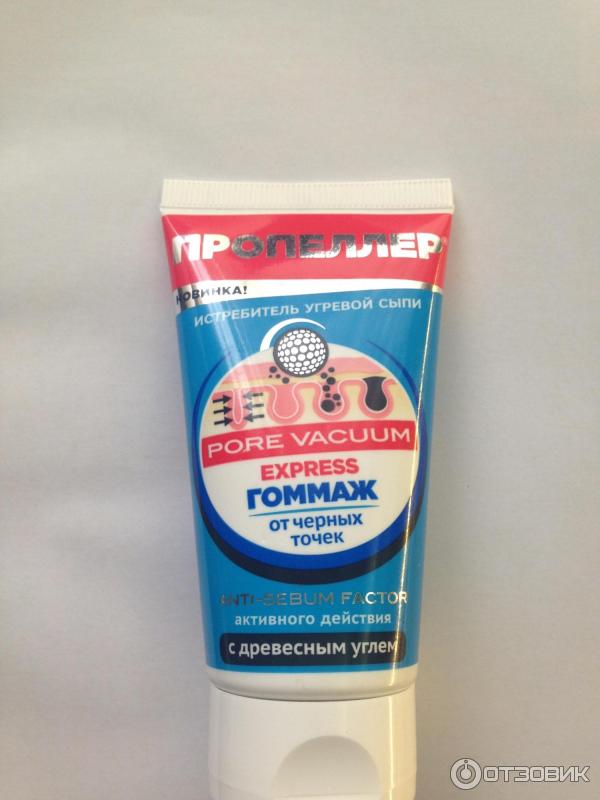 ПРОПЕЛЛЕР
НОВИНКА!
ИСТРЕБИТЕЛЬ УГРЕВОЙ СЫПИ
PORE VACUUM
EXPRESS
ГОММАЖ
от черных
точек
ANTI-SEBUM FACTOR
активного действия
с древесным углем
ОТЗОВИК